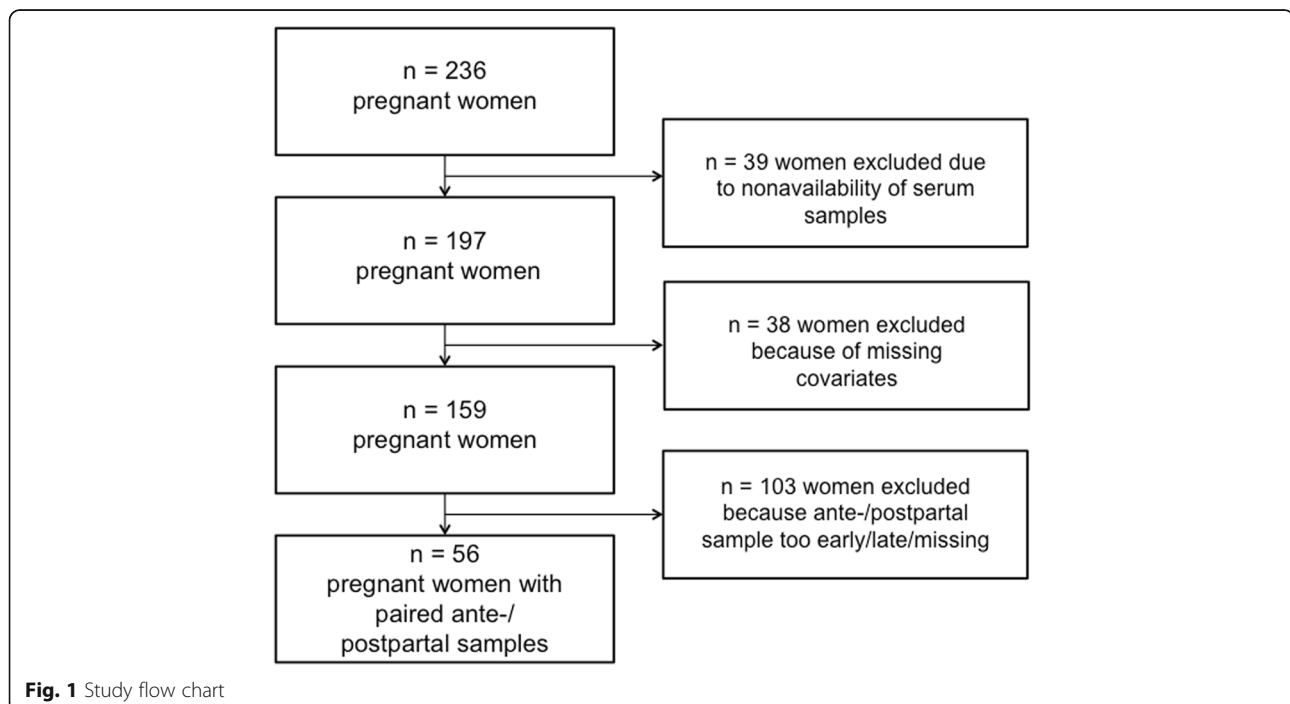 n = 236
pregnant women
n = 39 women excluded due
to nonavailability of serum
samples
n = 197
pregnant women
n = 38 women excluded
because of missing
covariates
n = 159
pregnant women
n = 103 women excluded
because ante-/postpartal
sample too early/late/missing
n = 56
pregnant women with
paired ante-/
postpartal samples
Fig. 1 Study flow chart